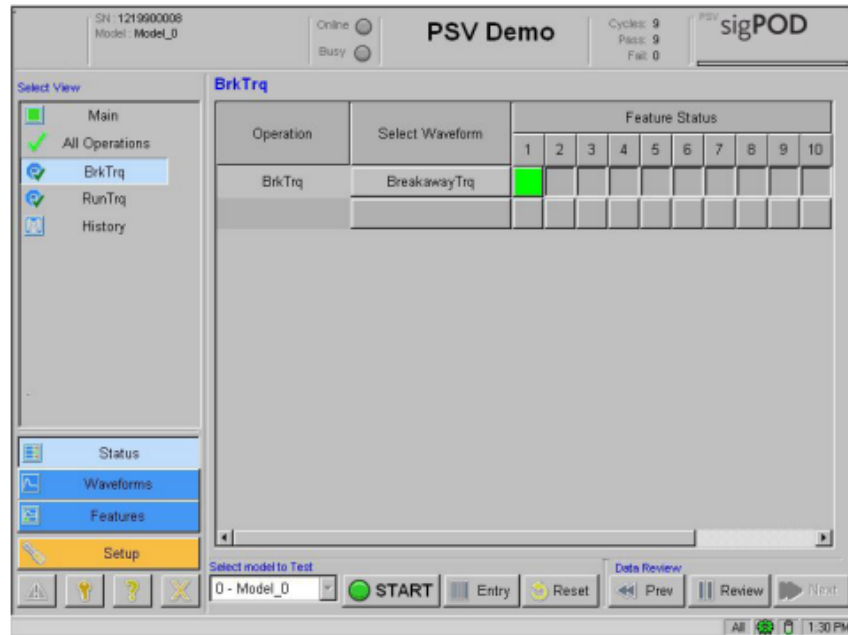 SN : 1219900008
Model : Model_0
Online
Busy
PSV Demo
Cycles: 9
Pass: 9
Fail: 0
PSV sigPOD
Select View
Main
All Operations
BrkTrq
RunTrq
History
Status
Waveforms
Features
Setup
BrkTrq
Operation
Select Waveform
Feature Status
1 2 3 4 5 6 7 8 9 10
BrkTrq
BreakawayTrq
Select model to Test
0 - Model_0
START
Entry
Reset
Data Review
Prev
Review
Next
All
1:30 PM